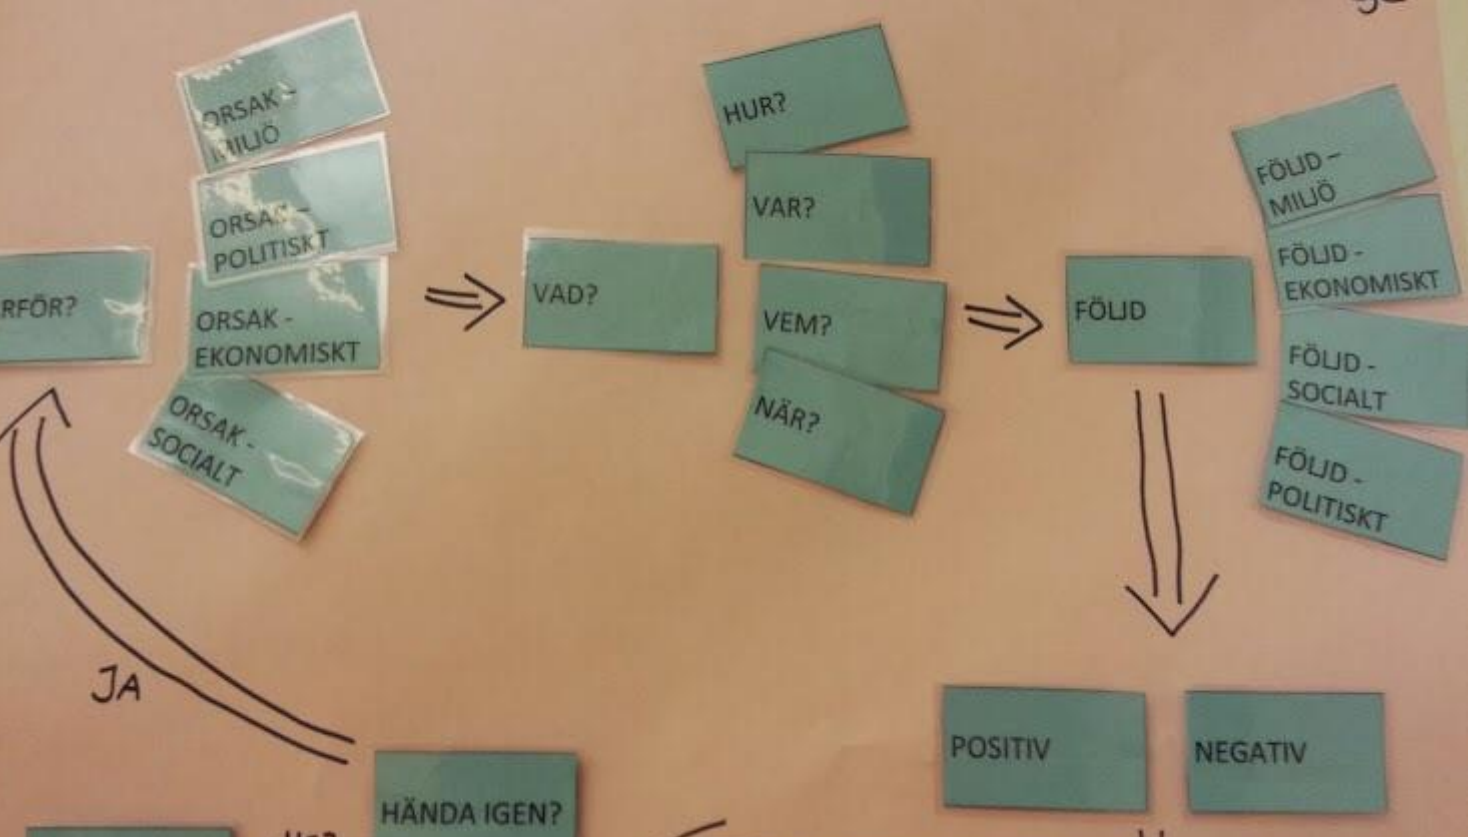 ORSAK –
MILJÖ
ORSAK –
POLITISKT
RFÖR?
ORSAK -
EKONOMISKT
ORSAK -
SOCIALT
VAD?
HUR?
VAR?
VEM?
NÄR?
FÖLJD
FÖLJD –
MILJÖ
FÖLJD -
EKONOMISKT
FÖLJD -
SOCIALT
FÖLJD -
POLITISKT
JA
HÄNDA IGEN?
POSITIV
NEGATIV